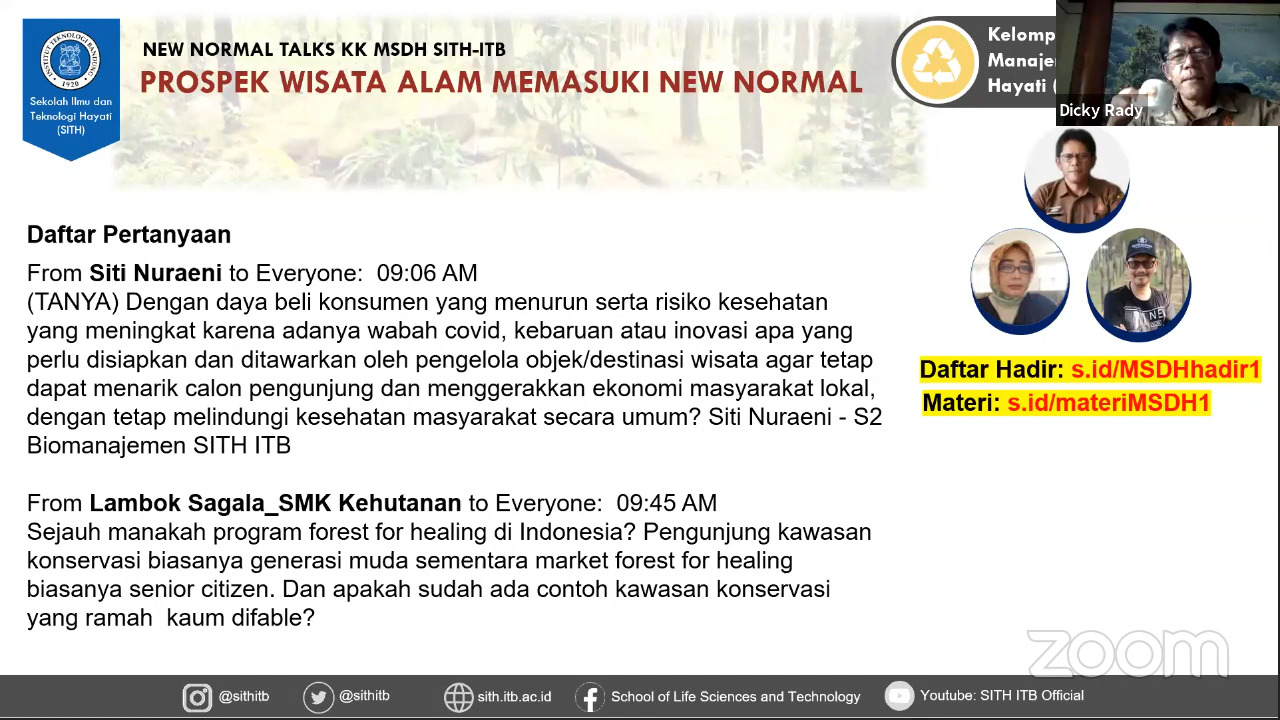 NEW NORMAL TALKS KK MSDH SITH-ITB
PROSPEK WISATA ALAM MEMASUKI NEW NORMAL
INSTITUT TEKNOLOGI BANDUNG
1920
Sekolah Ilmu dan
Teknologi Hayati
(SITH)
Kelomp
Manaje
Hayati (
Dicky Rady
Daftar Pertanyaan
From Siti Nuraeni to Everyone: 09:06 AM
(TANYA) Dengan daya beli konsumen yang menurun serta risiko kesehatan
yang meningkat karena adanya wabah covid, kebaruan atau inovasi apa yang
perlu disiapkan dan ditawarkan oleh pengelola objek/destinasi wisata agar tetap
dapat menarik calon pengunjung dan menggerakkan ekonomi masyarakat lokal,
dengan tetap melindungi kesehatan masyarakat secara umum? Siti Nuraeni - S2
Biomanajemen SITH ITB
From Lambok Sagala_SMK Kehutanan to Everyone: 09:45 AM
Sejauh manakah program forest for healing di Indonesia? Pengunjung kawasan
konservasi biasanya generasi muda sementara market forest for healing
biasanya senior citizen. Dan apakah sudah ada contoh kawasan konservasi
yang ramah kaum difable?
Daftar Hadir: s.id/MSDHhadir1
Materi: s.id/materiMSDH1
zoom
@sithitb
@sithitb
sith.itb.ac.id
School of Life Sciences and Technology
Youtube: SITH ITB Official